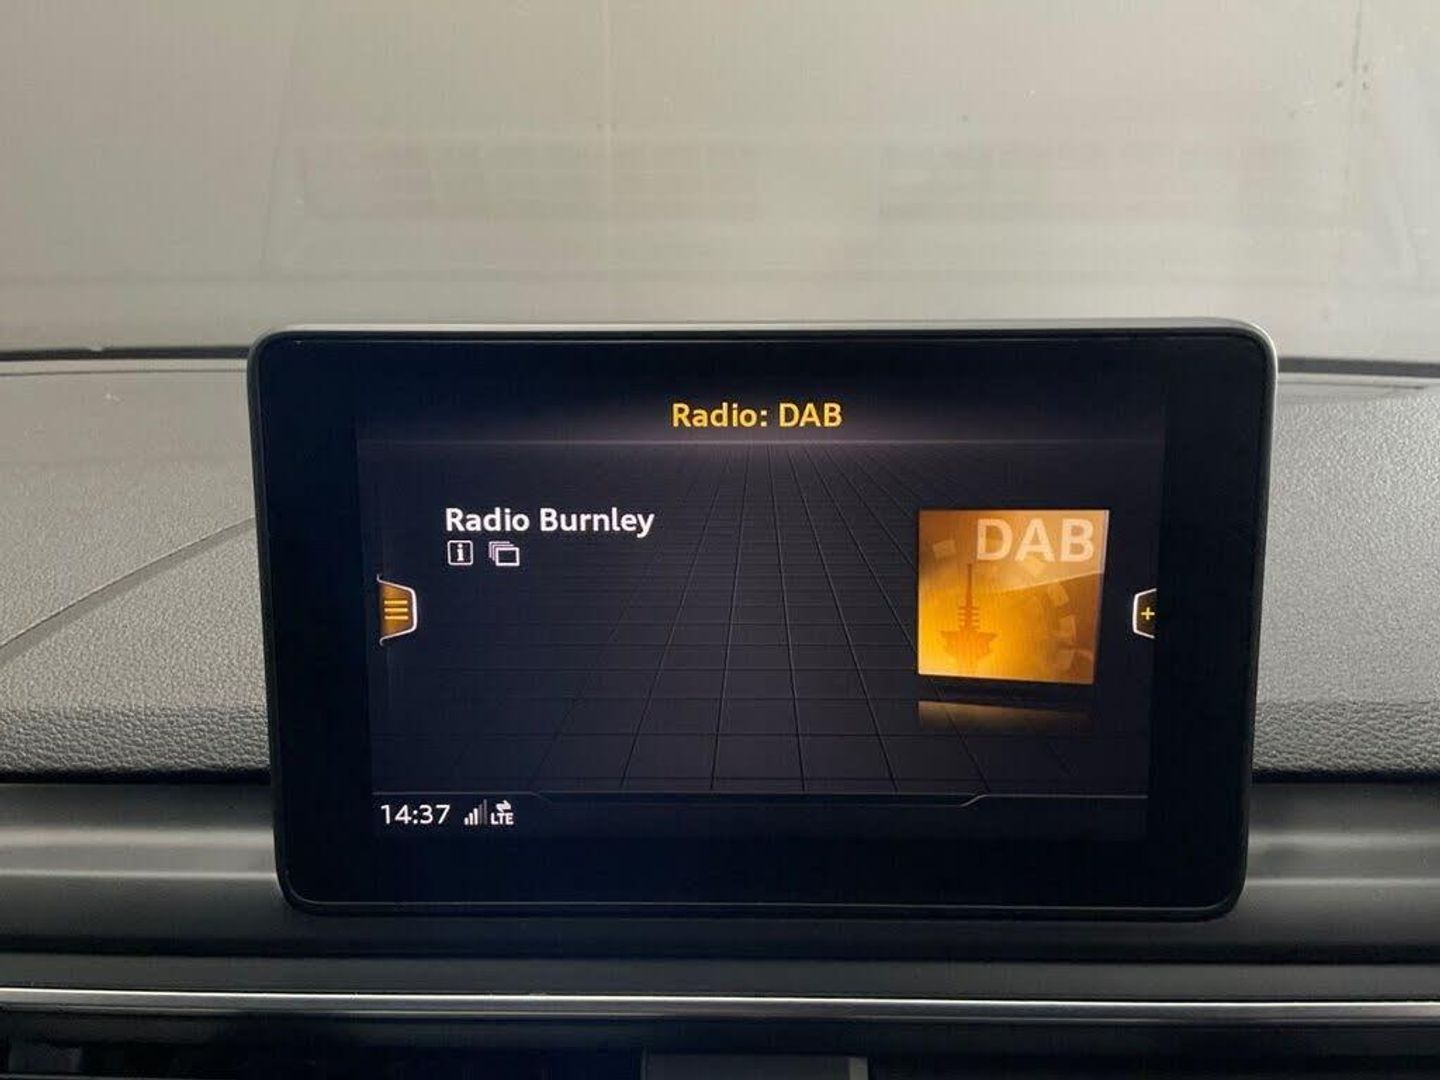 Radio: DAB
Radio Burnley
DAB
14:37 LTE